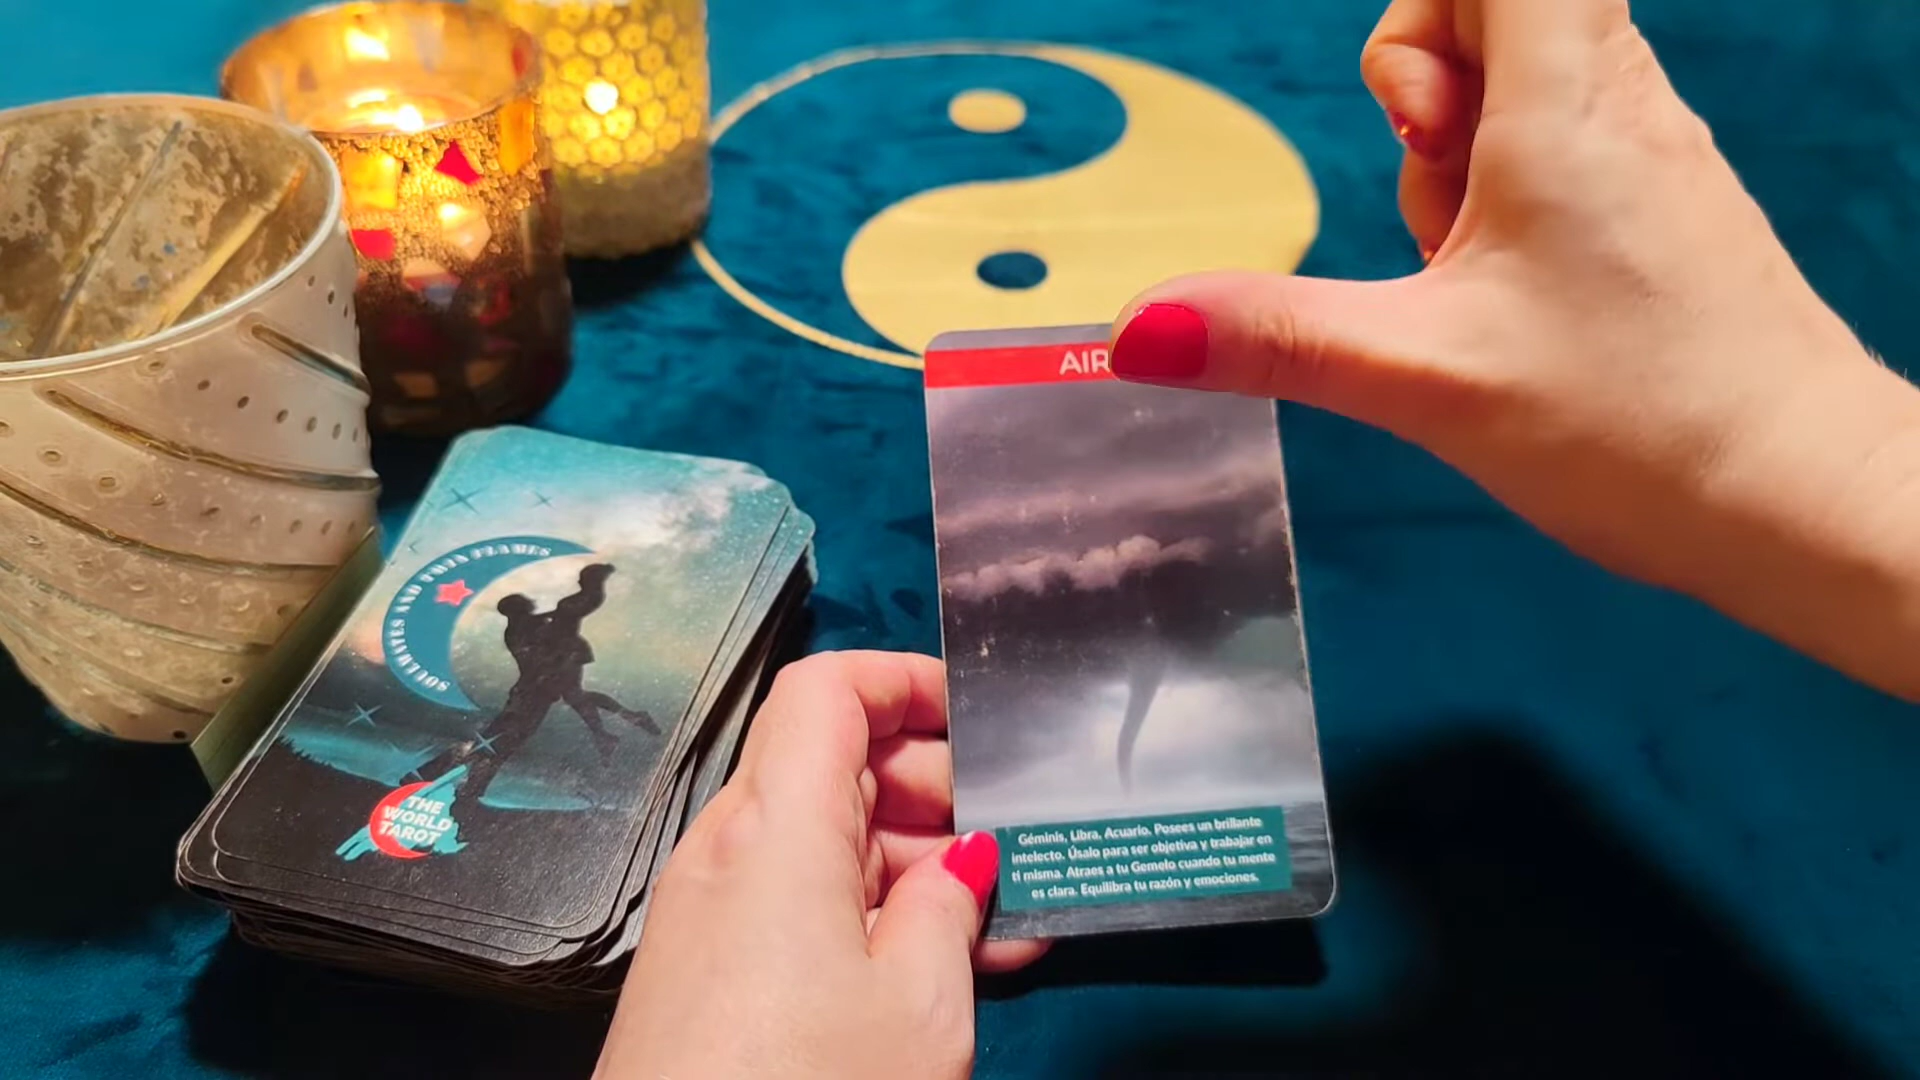 AIR
Géminis, Libra, Acuario. Posees un brillante
intelecto. Úsalo para ser objetiva y trabajar en
ti misma. Atraes a tu Gemelo cuando tu mente
es clara. Equilibra tu razón y emociones.
SOULMATES AND TWIN FLAMES
THE
WORLD
TAROT